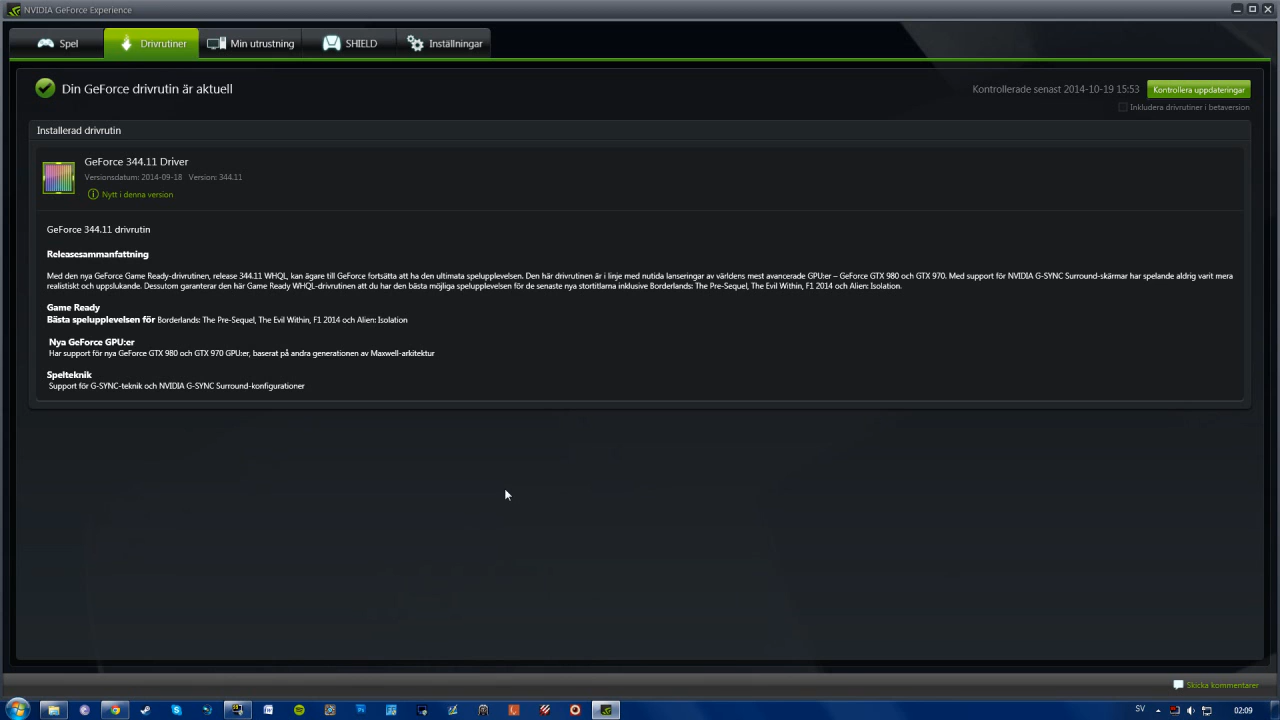 NVIDIA GeForce Experience
Spel
Drivrutiner
Min utrustning
SHIELD
Inställningar
Din GeForce drivrutin är aktuell
Kontrollerade senast 2014-10-19 15:53
Kontrollera uppdateringar
Inkludera drivrutiner i betaversion
Installerad drivrutin
GeForce 344.11 Driver
Versionsdatum: 2014-09-18 Version: 344.11
Nytt i denna version
GeForce 344.11 drivrutin
Releasesammanfattning
Med den nya GeForce Game Ready-drivrutinen, release 344.11 WHQL, kan ägare till GeForce fortsätta att ha den ultimata spelupplevelsen. Den här drivrutinen är i linje med nutida lanseringar av världens mest avancerade GPU:er – GeForce GTX 980 och GTX 970. Med support för NVIDIA G-SYNC Surround-skärmar har spelande aldrig varit mera
realistiskt och uppslukande. Dessutom garanterar den här Game Ready WHQL-drivrutinen att du har den bästa möjliga spelupplevelsen för de senaste nya stortitlarna inklusive Borderlands: The Pre-Sequel, The Evil Within, F1 2014 och Alien: Isolation.
Game Ready
Bästa spelupplevelsen för Borderlands: The Pre-Sequel, The Evil Within, F1 2014 och Alien: Isolation
Nya GeForce GPU:er
Har support för nya GeForce GTX 980 och GTX 970 GPU:er, baserat på andra generationen av Maxwell-arkitektur
Spelteknik
Support för G-SYNC-teknik och NVIDIA G-SYNC Surround-konfigurationer
Skicka kommentarer
SV
02:09